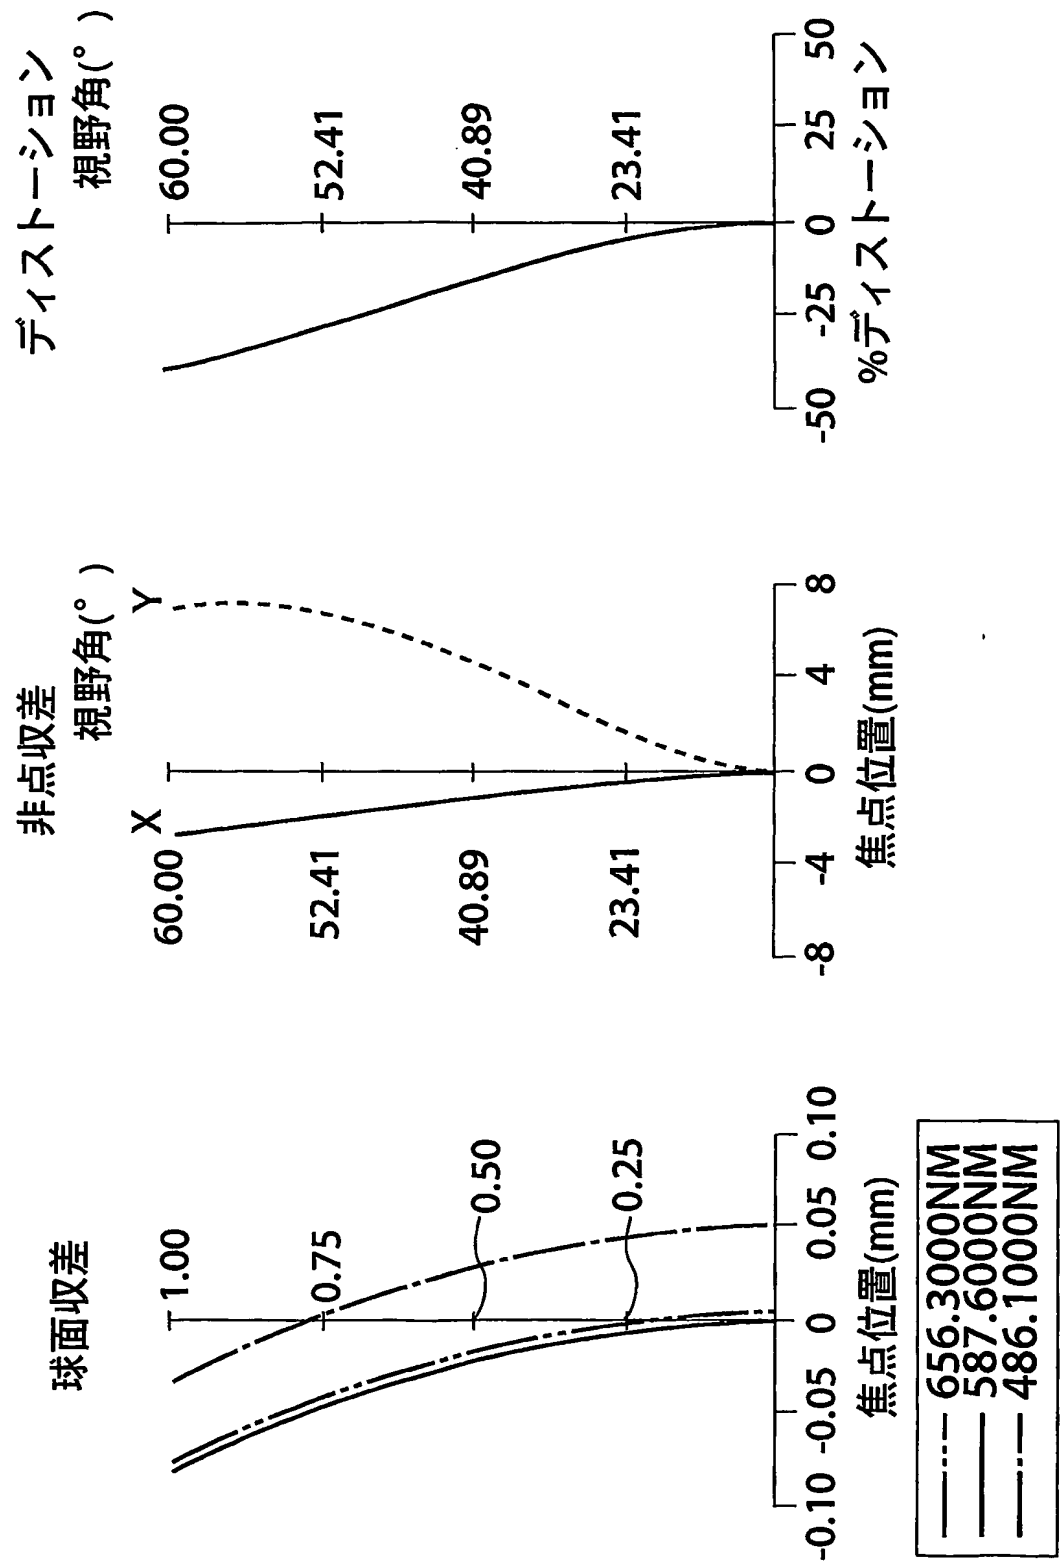 球面収差
1.00
0.75
0.50
0.25
-0.10 -0.05 0 0.05 0.10
焦点位置(mm)
656.3000NM
587.6000NM
486.1000NM
非点収差
視野角(°)
X
Y
60.00
52.41
40.89
23.41
-8 -4 0 4 8
焦点位置(mm)
ディストーション
視野角(°)
60.00
52.41
40.89
23.41
-50 -25 0 25 50
%ディストーション